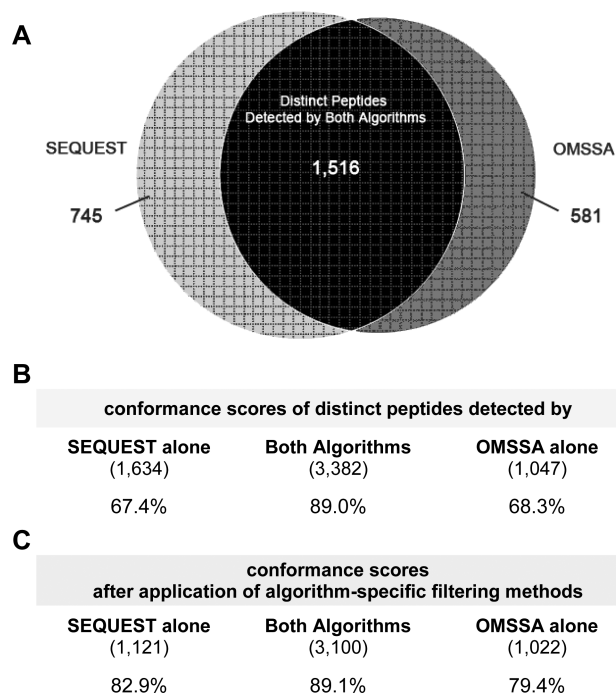 A
Distinct Peptides
Detected by Both Algorithms
SEQUEST
OMSSA
1,516
745
581
B
conformance scores of distinct peptides detected by
SEQUEST alone Both Algorithms OMSSA alone
(1,634) (3,382) (1,047)
67.4% 89.0% 68.3%
C
conformance scores
after application of algorithm-specific filtering methods
SEQUEST alone Both Algorithms OMSSA alone
(1,121) (3,100) (1,022)
82.9% 89.1% 79.4%